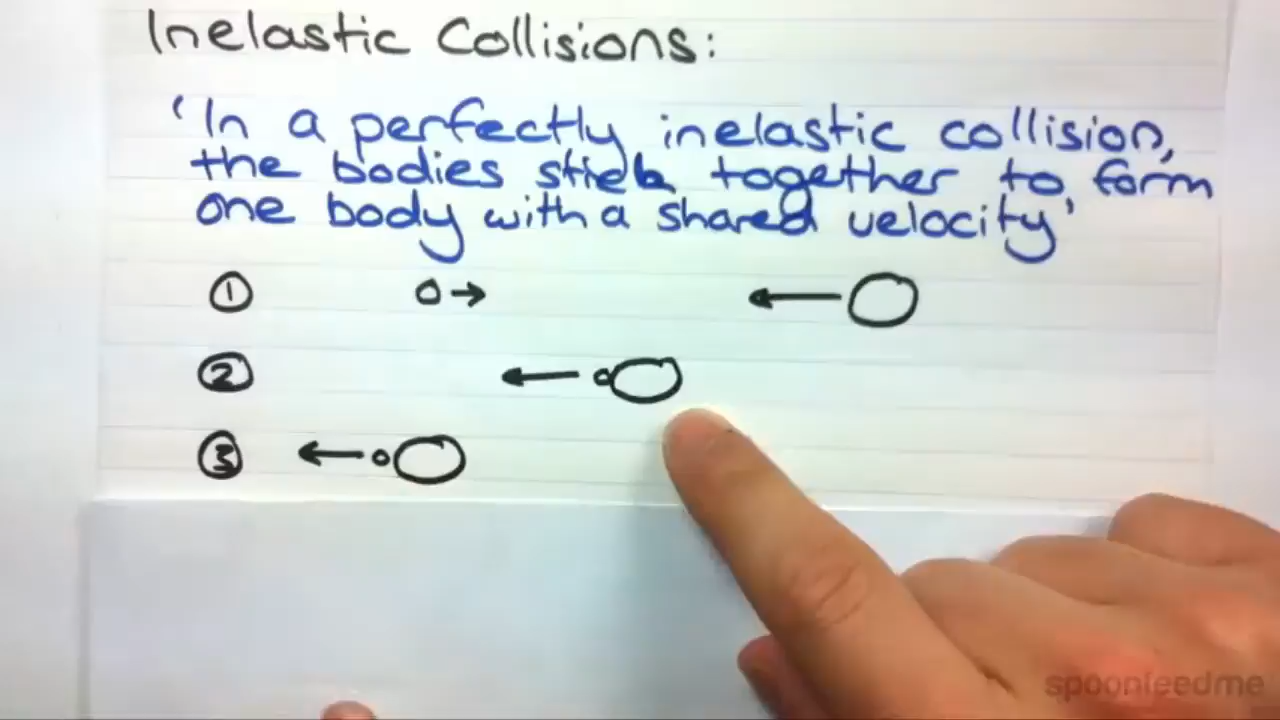 Inelastic Collisions:
'In a perfectly inelastic collision,
the bodies stick together to form
one body with a shared velocity'
1
2
3
spoonfeedme